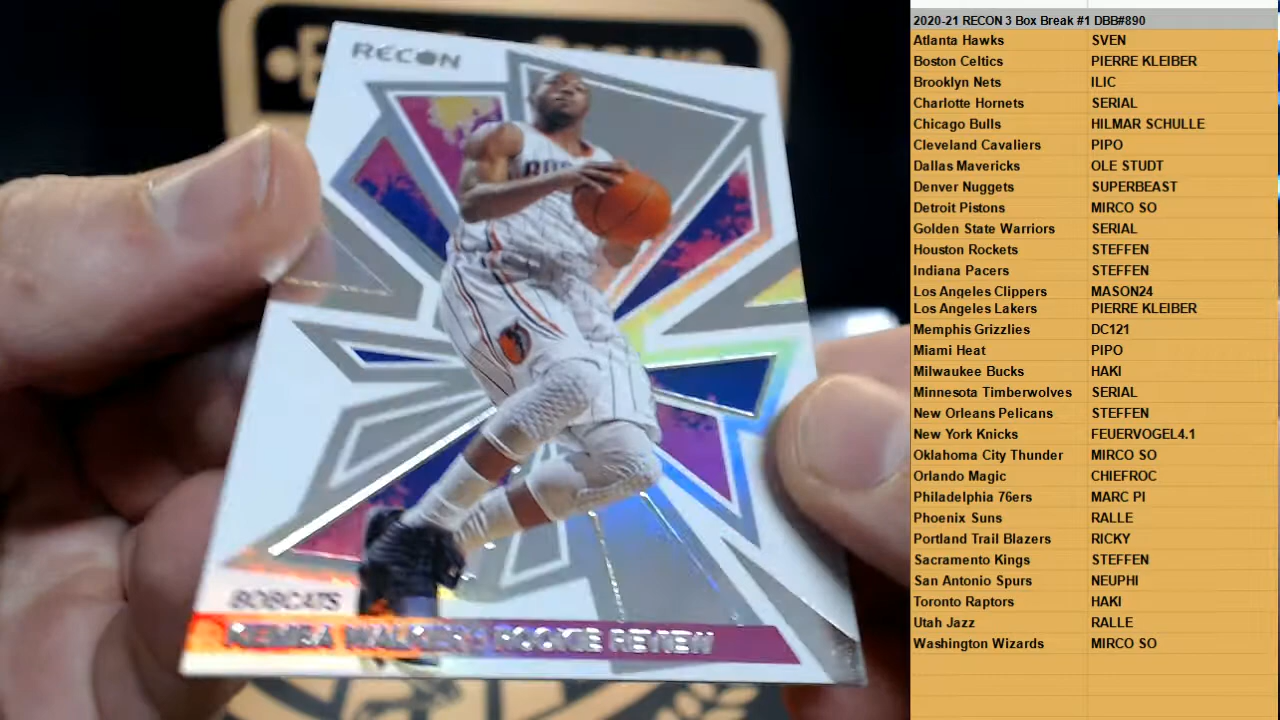 RECON
BOBCATS
KEMBA WALKER - ROOKIE REVIEW
2020-21 RECON 3 Box Break #1 DBB#890
Atlanta Hawks SVEN
Boston Celtics PIERRE KLEIBER
Brooklyn Nets ILIC
Charlotte Hornets SERIAL
Chicago Bulls HILMAR SCHULLE
Cleveland Cavaliers PIPO
Dallas Mavericks OLE STUDT
Denver Nuggets SUPERBEAST
Detroit Pistons MIRCO SO
Golden State Warriors SERIAL
Houston Rockets STEFFEN
Indiana Pacers STEFFEN
Los Angeles Clippers MASON24
Los Angeles Lakers PIERRE KLEIBER
Memphis Grizzlies DC121
Miami Heat PIPO
Milwaukee Bucks HAKI
Minnesota Timberwolves SERIAL
New Orleans Pelicans STEFFEN
New York Knicks FEUERVOGEL4.1
Oklahoma City Thunder MIRCO SO
Orlando Magic CHIEFROC
Philadelphia 76ers MARC PI
Phoenix Suns RALLE
Portland Trail Blazers RICKY
Sacramento Kings STEFFEN
San Antonio Spurs NEUPHI
Toronto Raptors HAKI
Utah Jazz RALLE
Washington Wizards MIRCO SO